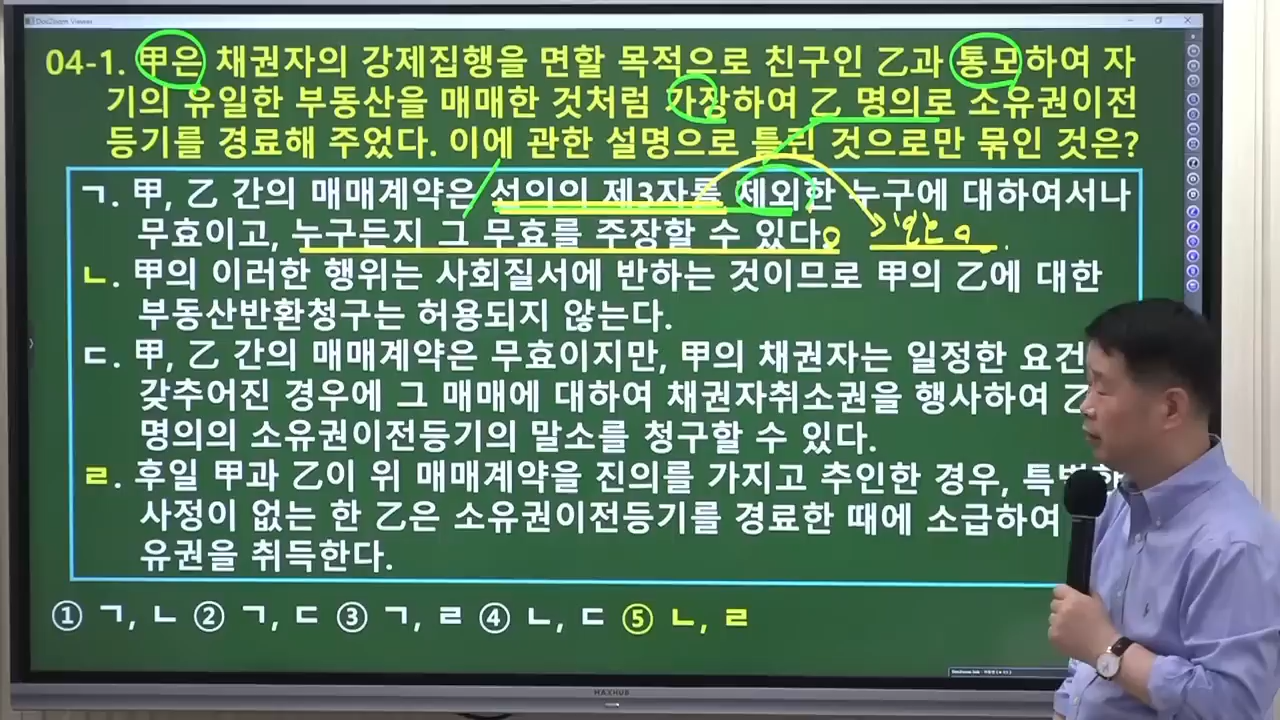 DocZoom Viewer
04-1. 甲은 채권자의 강제집행을 면할 목적으로 친구인 乙과 통모하여 자
기의 유일한 부동산을 매매한 것처럼 가장하여 乙 명의로 소유권이전
등기를 경료해 주었다. 이에 관한 설명으로 틀린 것으로만 묶인 것은?
ㄱ. 甲, 乙 간의 매매계약은 선의의 제3자를 제외한 누구에 대하여서나
무효이고, 누구든지 그 무효를 주장할 수 있다.
ㄴ. 甲의 이러한 행위는 사회질서에 반하는 것이므로 甲의 乙에 대한
부동산반환청구는 허용되지 않는다.
ㄷ. 甲, 乙 간의 매매계약은 무효이지만, 甲의 채권자는 일정한 요건
갖추어진 경우에 그 매매에 대하여 채권자취소권을 행사하여 乙
명의의 소유권이전등기의 말소를 청구할 수 있다.
ㄹ. 후일 甲과 乙이 위 매매계약을 진의를 가지고 추인한 경우, 특별한
사정이 없는 한 乙은 소유권이전등기를 경료한 때에 소급하여
유권을 취득한다.
① ㄱ, ㄴ ② ㄱ, ㄷ ③ ㄱ, ㄹ ④ ㄴ, ㄷ ⑤ ㄴ, ㄹ
MAXHUB